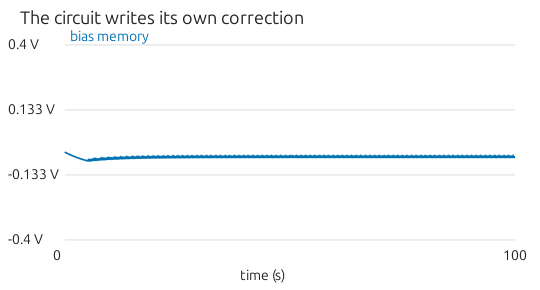 The circuit writes its own correction
bias memory
0.4 V
0.133 V
-0.133 V
-0.4 V
0
100
time (s)